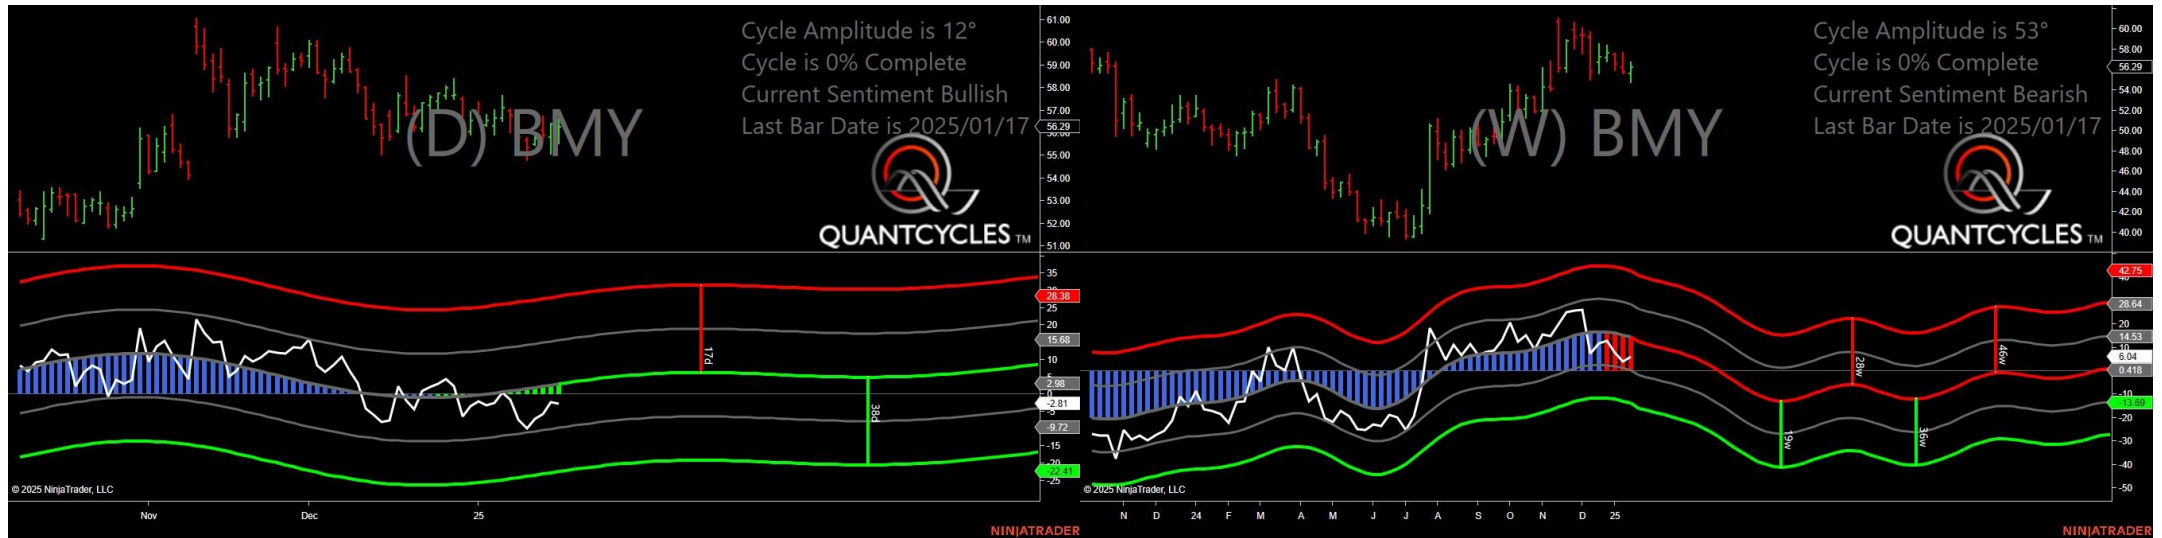 Cycle Amplitude is 12°
Cycle is 0% Complete
Current Sentiment Bullish
Last Bar Date is 2025/01/17
(D) BMY
QUANTCYCLES TM
61.00
60.00
59.00
58.00
57.00
56.29
55.00
54.00
53.00
52.00
51.00
35
28.38
25
20
15.68
10
5
2.98
0
-2.81
-5
-9.72
-15
-20
-22.41
-25
17d
38d
© 2025 NinjaTrader, LLC
Nov Dec 25
NINJATRADER
Cycle Amplitude is 53°
Cycle is 0% Complete
Current Sentiment Bearish
Last Bar Date is 2025/01/17
(W) BMY
QUANTCYCLES TM
60.00
58.00
56.29
54.00
52.00
50.00
48.00
46.00
44.00
42.00
40.00
42.75
28.64
20
14.53
10
6.04
0.418
-10
-13.69
-20
-30
-40
-50
19w
28w
36w
46w
© 2025 NinjaTrader, LLC
N D 24 F M A M J J A S O N D 25
NINJATRADER